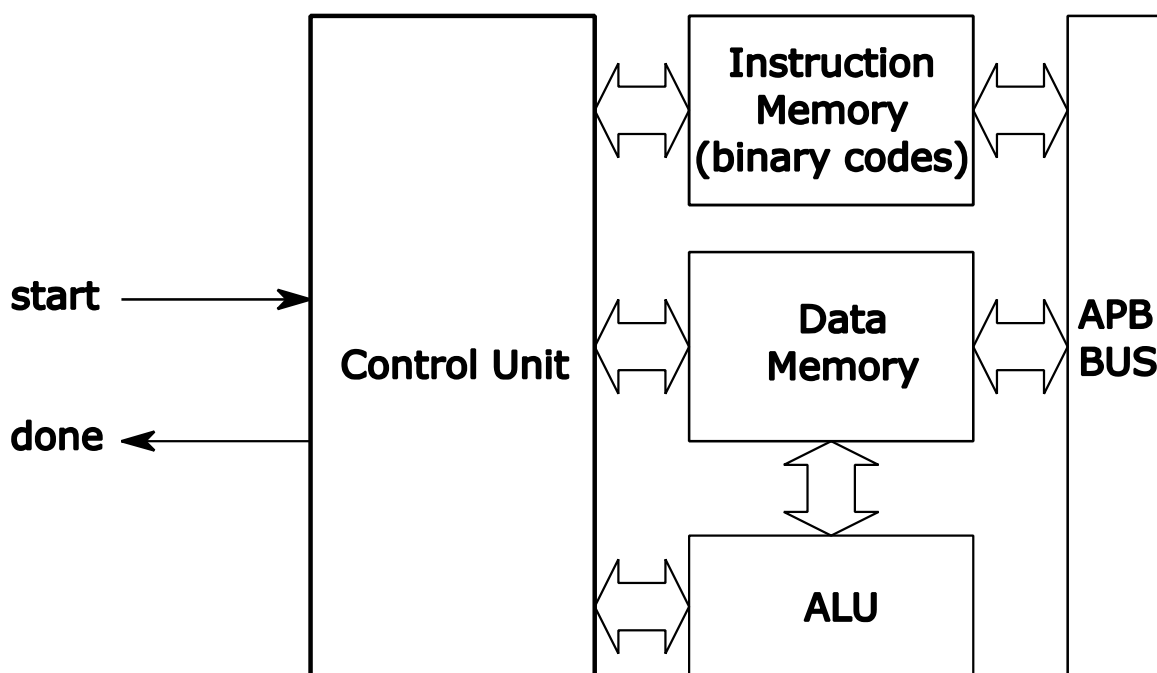 Instruction
Memory
(binary codes)
start
Control Unit
done
Data
Memory
APB
BUS
ALU